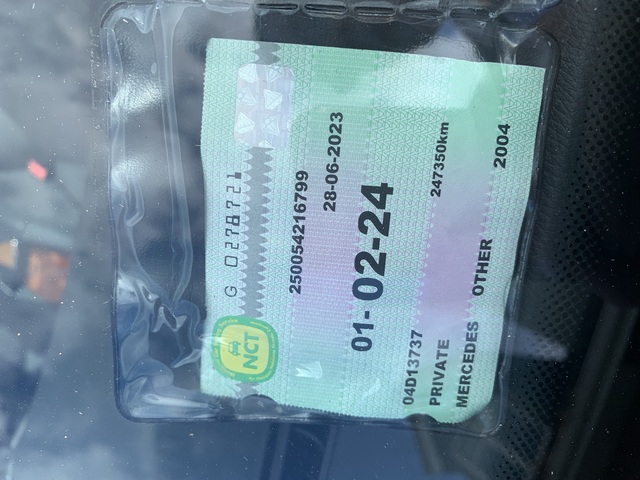 G 0278721
NCT
250054216799
28-06-2023
01- 02-24
04D13737 247350km
PRIVATE
MERCEDES OTHER 2004